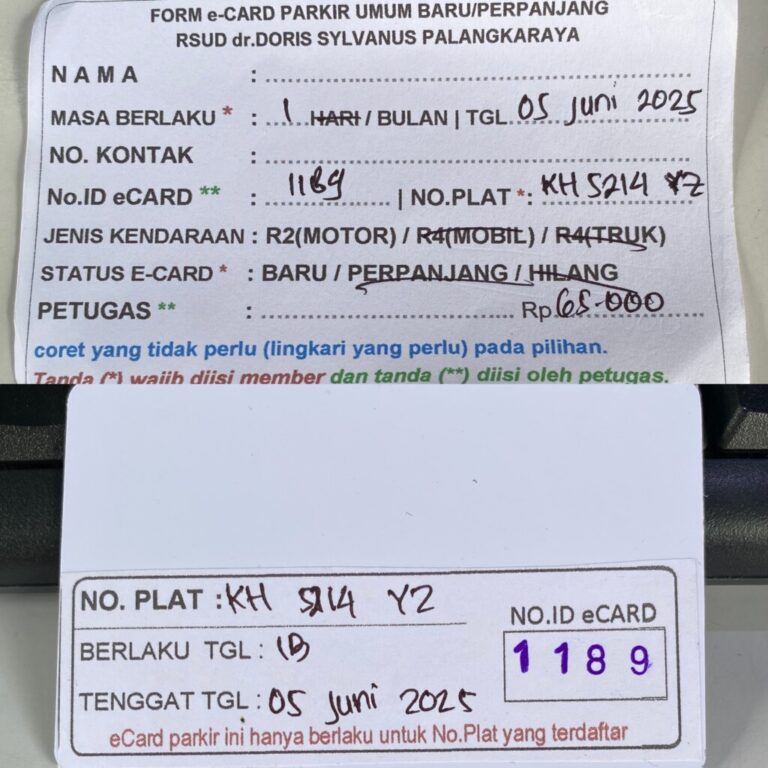 FORM e-CARD PARKIR UMUM BARU/PERPANJANG
RSUD dr.DORIS SYLVANUS PALANGKARAYA
NAMA :
MASA BERLAKU * : 1 HARI / BULAN | TGL. 05 Juni 2025
NO. KONTAK :
No.ID eCARD ** : 1189 | NO.PLAT *: KH 5214 YZ
JENIS KENDARAAN : R2(MOTOR) / R4(MOBIL) / R4(TRUK)
STATUS E-CARD * : BARU / PERPANJANG / HILANG
PETUGAS ** : Rp 65.000
coret yang tidak perlu (lingkari yang perlu) pada pilihan.
Tanda (*) wajib diisi member dan tanda (**) diisi oleh petugas.
NO. PLAT : KH 5214 YZ
NO.ID eCARD
1189
BERLAKU TGL : 1B
TENGGAT TGL : 05 Juni 2025
eCard parkir ini hanya berlaku untuk No.Plat yang terdaftar